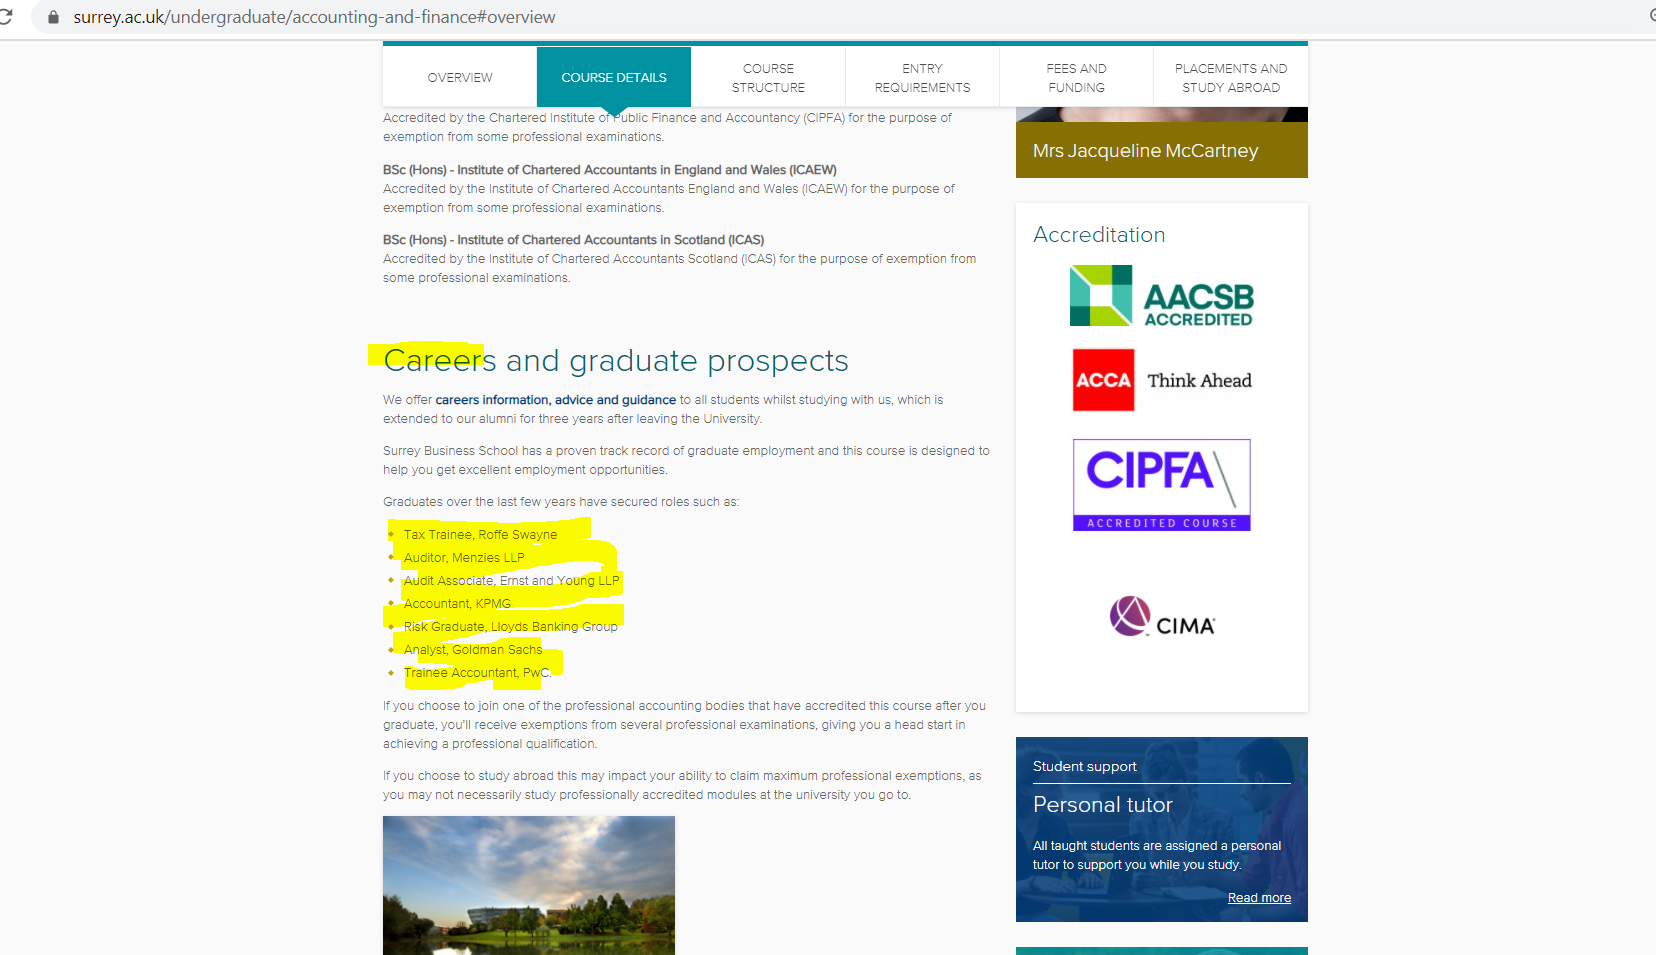 surrey.ac.uk/undergraduate/accounting-and-finance#overview
OVERVIEW
COURSE DETAILS
COURSE
STRUCTURE
ENTRY
REQUIREMENTS
FEES AND
FUNDING
PLACEMENTS AND
STUDY ABROAD
Accredited by the Chartered Institute of Public Finance and Accountancy (CIPFA) for the purpose of
exemption from some professional examinations.
BSc (Hons) - Institute of Chartered Accountants in England and Wales (ICAEW)
Accredited by the Institute of Chartered Accountants England and Wales (ICAEW) for the purpose of
exemption from some professional examinations.
BSc (Hons) - Institute of Chartered Accountants in Scotland (ICAS)
Accredited by the Institute of Chartered Accountants Scotland (ICAS) for the purpose of exemption from
some professional examinations.
Careers and graduate prospects
We offer careers information, advice and guidance to all students whilst studying with us, which is
extended to our alumni for three years after leaving the University.
Surrey Business School has a proven track record of graduate employment and this course is designed to
help you get excellent employment opportunities.
Graduates over the last few years have secured roles such as:
Tax Trainee, Roffe Swayne
Auditor, Menzies LLP
Audit Associate, Ernst and Young LLP
Accountant, KPMG
Risk Graduate, Lloyds Banking Group
Analyst, Goldman Sachs
Trainee Accountant, PwC.
If you choose to join one of the professional accounting bodies that have accredited this course after you
graduate, you'll receive exemptions from several professional examinations, giving you a head start in
achieving a professional qualification.
If you choose to study abroad this may impact your ability to claim maximum professional exemptions, as
you may not necessarily study professionally accredited modules at the university you go to.
Mrs Jacqueline McCartney
Accreditation
AACSB
ACCREDITED
ACCA Think Ahead
CIPFA
ACCREDITED COURSE
CIMA
Student support
Personal tutor
All taught students are assigned a personal
tutor to support you while you study.
Read more